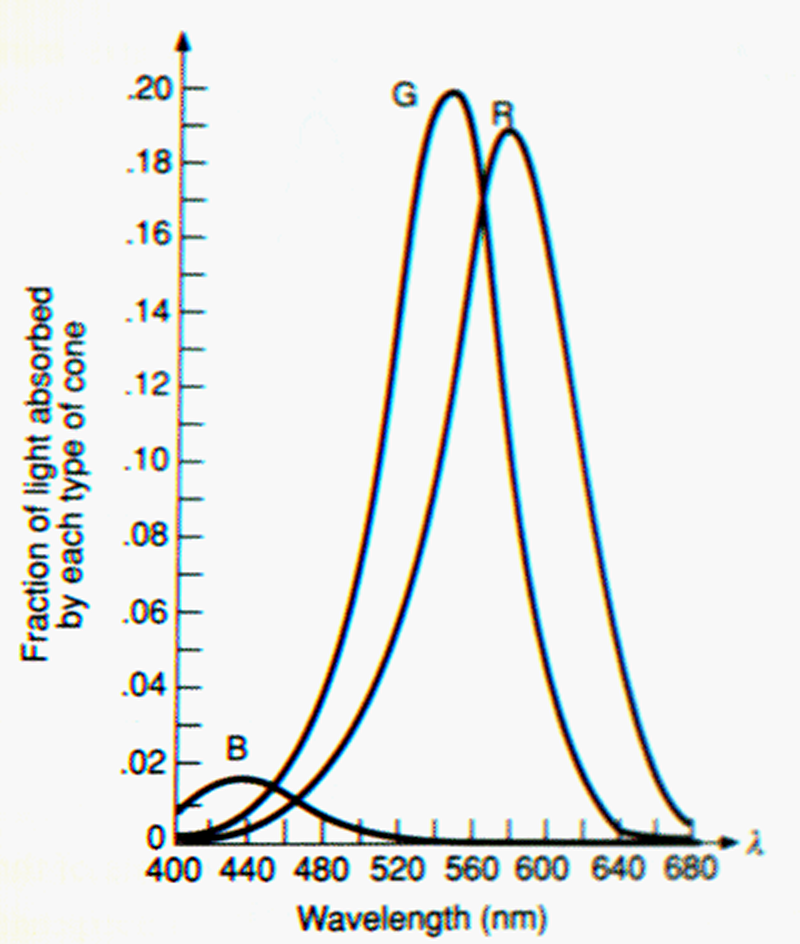 G
R
.20
.18
.16
.14
.12
.10
.08
.06
.04
.02
0
Fraction of light absorbed
by each type of cone
B
400 440 480 520 560 600 640 680
λ
Wavelength (nm)